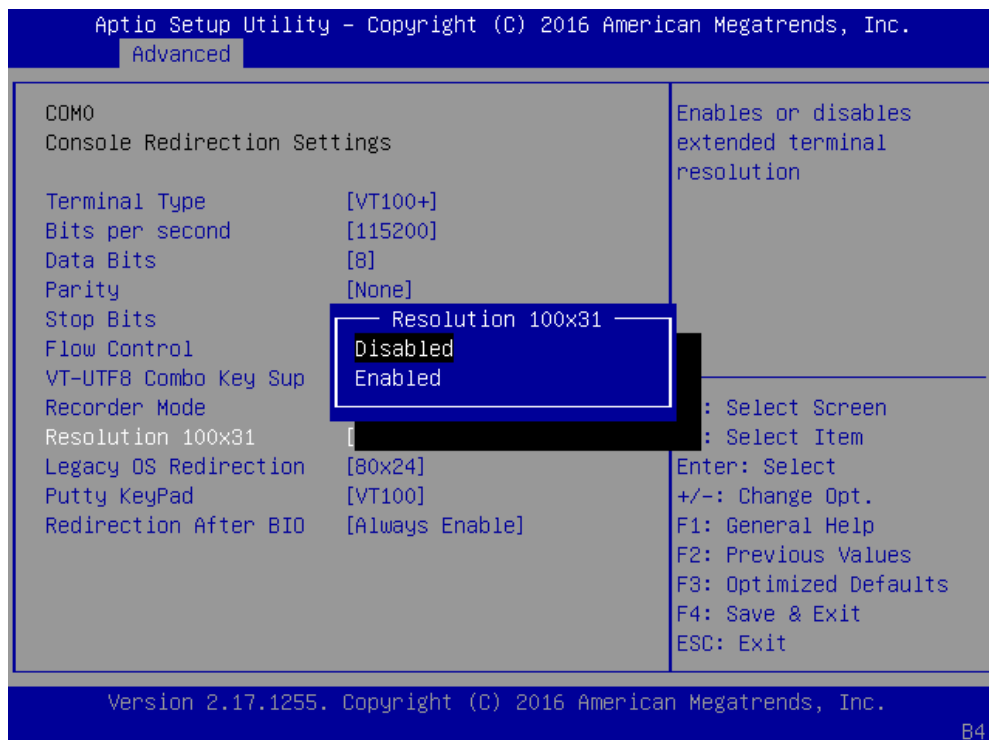 Aptio Setup Utility – Copyright (C) 2016 American Megatrends, Inc.
Advanced
COM0
Console Redirection Settings
Terminal Type [VT100+]
Bits per second [115200]
Data Bits [8]
Parity [None]
Stop Bits
Flow Control
VT-UTF8 Combo Key Sup
Recorder Mode
Resolution 100x31 [
Legacy OS Redirection [80x24]
Putty KeyPad [VT100]
Redirection After BIO [Always Enable]
Resolution 100x31
Disabled
Enabled
Enables or disables
extended terminal
resolution
: Select Screen
: Select Item
Enter: Select
+/-: Change Opt.
F1: General Help
F2: Previous Values
F3: Optimized Defaults
F4: Save & Exit
ESC: Exit
Version 2.17.1255. Copyright (C) 2016 American Megatrends, Inc.
B4